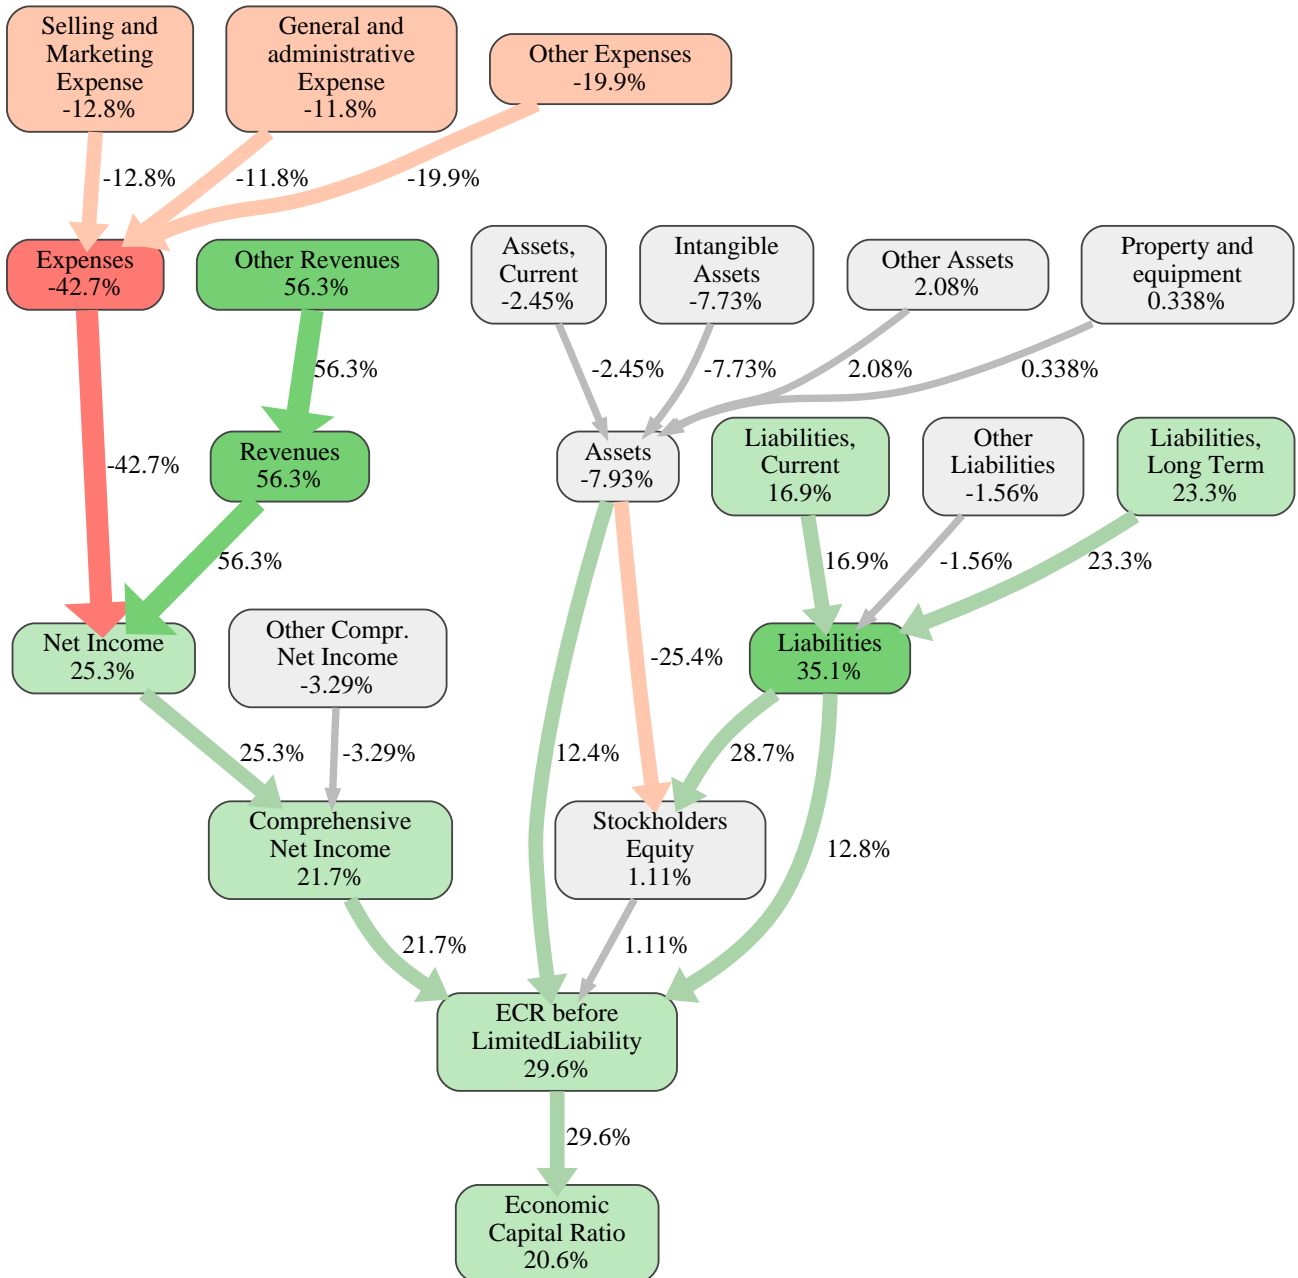 Selling and
Marketing
Expense
-12.8%
General and
administrative
Expense
-11.8%
Other Expenses
-19.9%
-12.8%
-11.8%
-19.9%
Expenses
-42.7%
Other Revenues
56.3%
Assets,
Current
-2.45%
Intangible
Assets
-7.73%
Other Assets
2.08%
Property and
equipment
0.338%
56.3%
-2.45%
-7.73%
2.08%
0.338%
-42.7%
Revenues
56.3%
Assets
-7.93%
Liabilities,
Current
16.9%
Other
Liabilities
-1.56%
Liabilities,
Long Term
23.3%
56.3%
16.9%
-1.56%
23.3%
Net Income
25.3%
Other Compr.
Net Income
-3.29%
-25.4%
Liabilities
35.1%
25.3%
-3.29%
12.4%
28.7%
Comprehensive
Net Income
21.7%
Stockholders
Equity
1.11%
12.8%
21.7%
1.11%
ECR before
LimitedLiability
29.6%
29.6%
Economic
Capital Ratio
20.6%